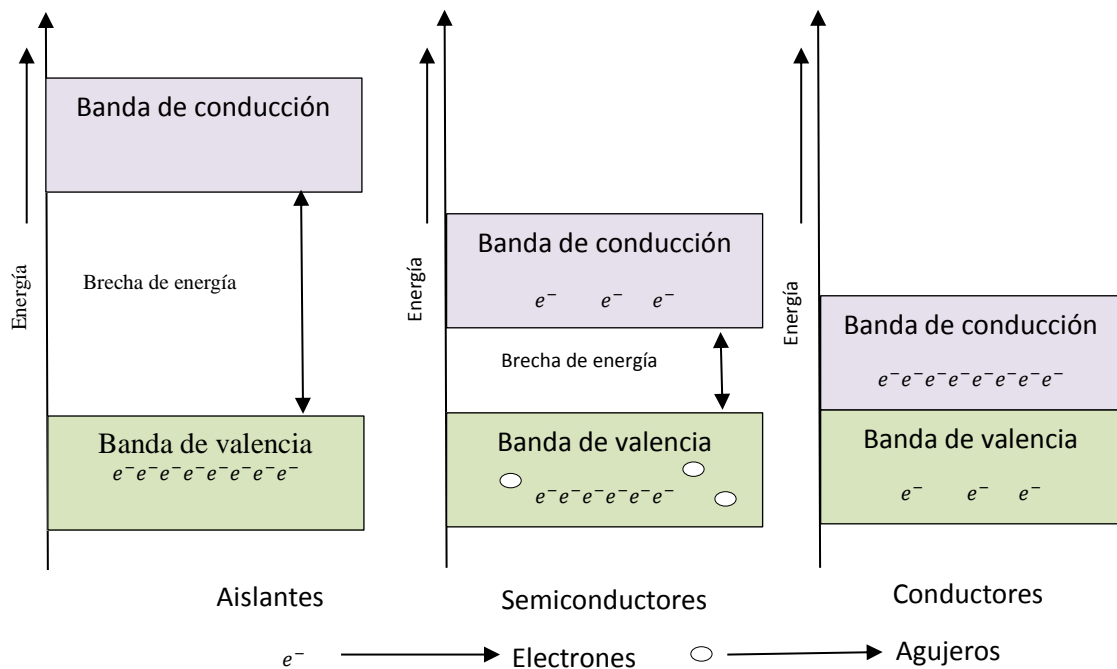 Banda de conducción
Energía
Brecha de energía
Banda de valencia
e⁻e⁻e⁻e⁻e⁻e⁻e⁻e⁻
Aislantes
Energía
Banda de conducción
e⁻ e⁻ e⁻
Brecha de energía
Banda de valencia
e⁻e⁻e⁻e⁻e⁻e⁻
Semiconductores
Energía
Banda de conducción
e⁻e⁻e⁻e⁻e⁻e⁻e⁻e⁻
Banda de valencia
e⁻ e⁻ e⁻
Conductores
e⁻ Electrones Agujeros